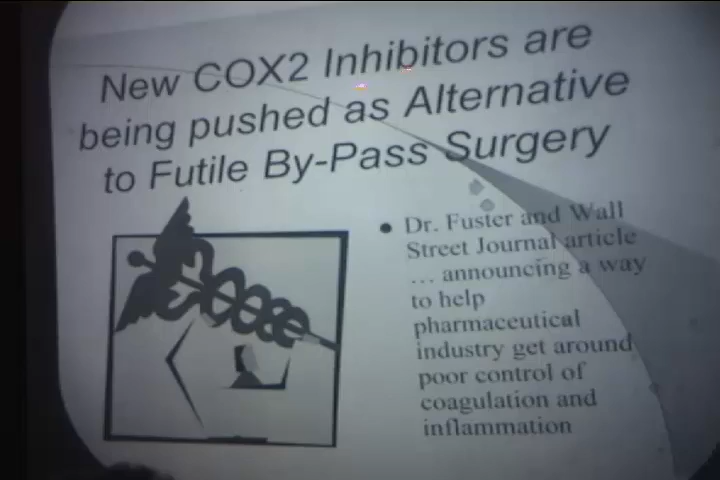 New COX2 Inhibitors are
being pushed as Alternative
to Futile By-Pass Surgery
• Dr. Fuster and Wall
Street Journal article
... announcing a way
to help
pharmaceutical
industry get around
poor control of
coagulation and
inflammation